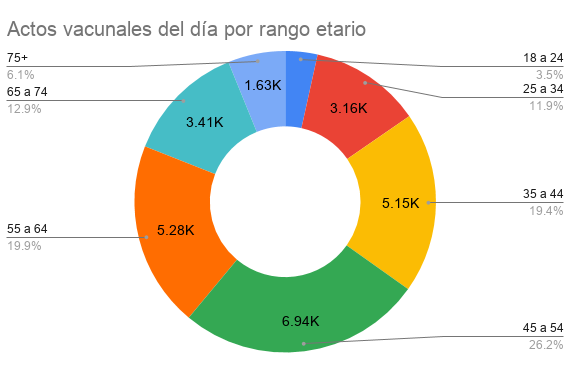 Actos vacunales del día por rango etario
75+
6.1%
65 a 74
12.9%
55 a 64
19.9%
18 a 24
3.5%
25 a 34
11.9%
35 a 44
19.4%
45 a 54
26.2%
1.63K
3.16K
3.41K
5.15K
5.28K
6.94K